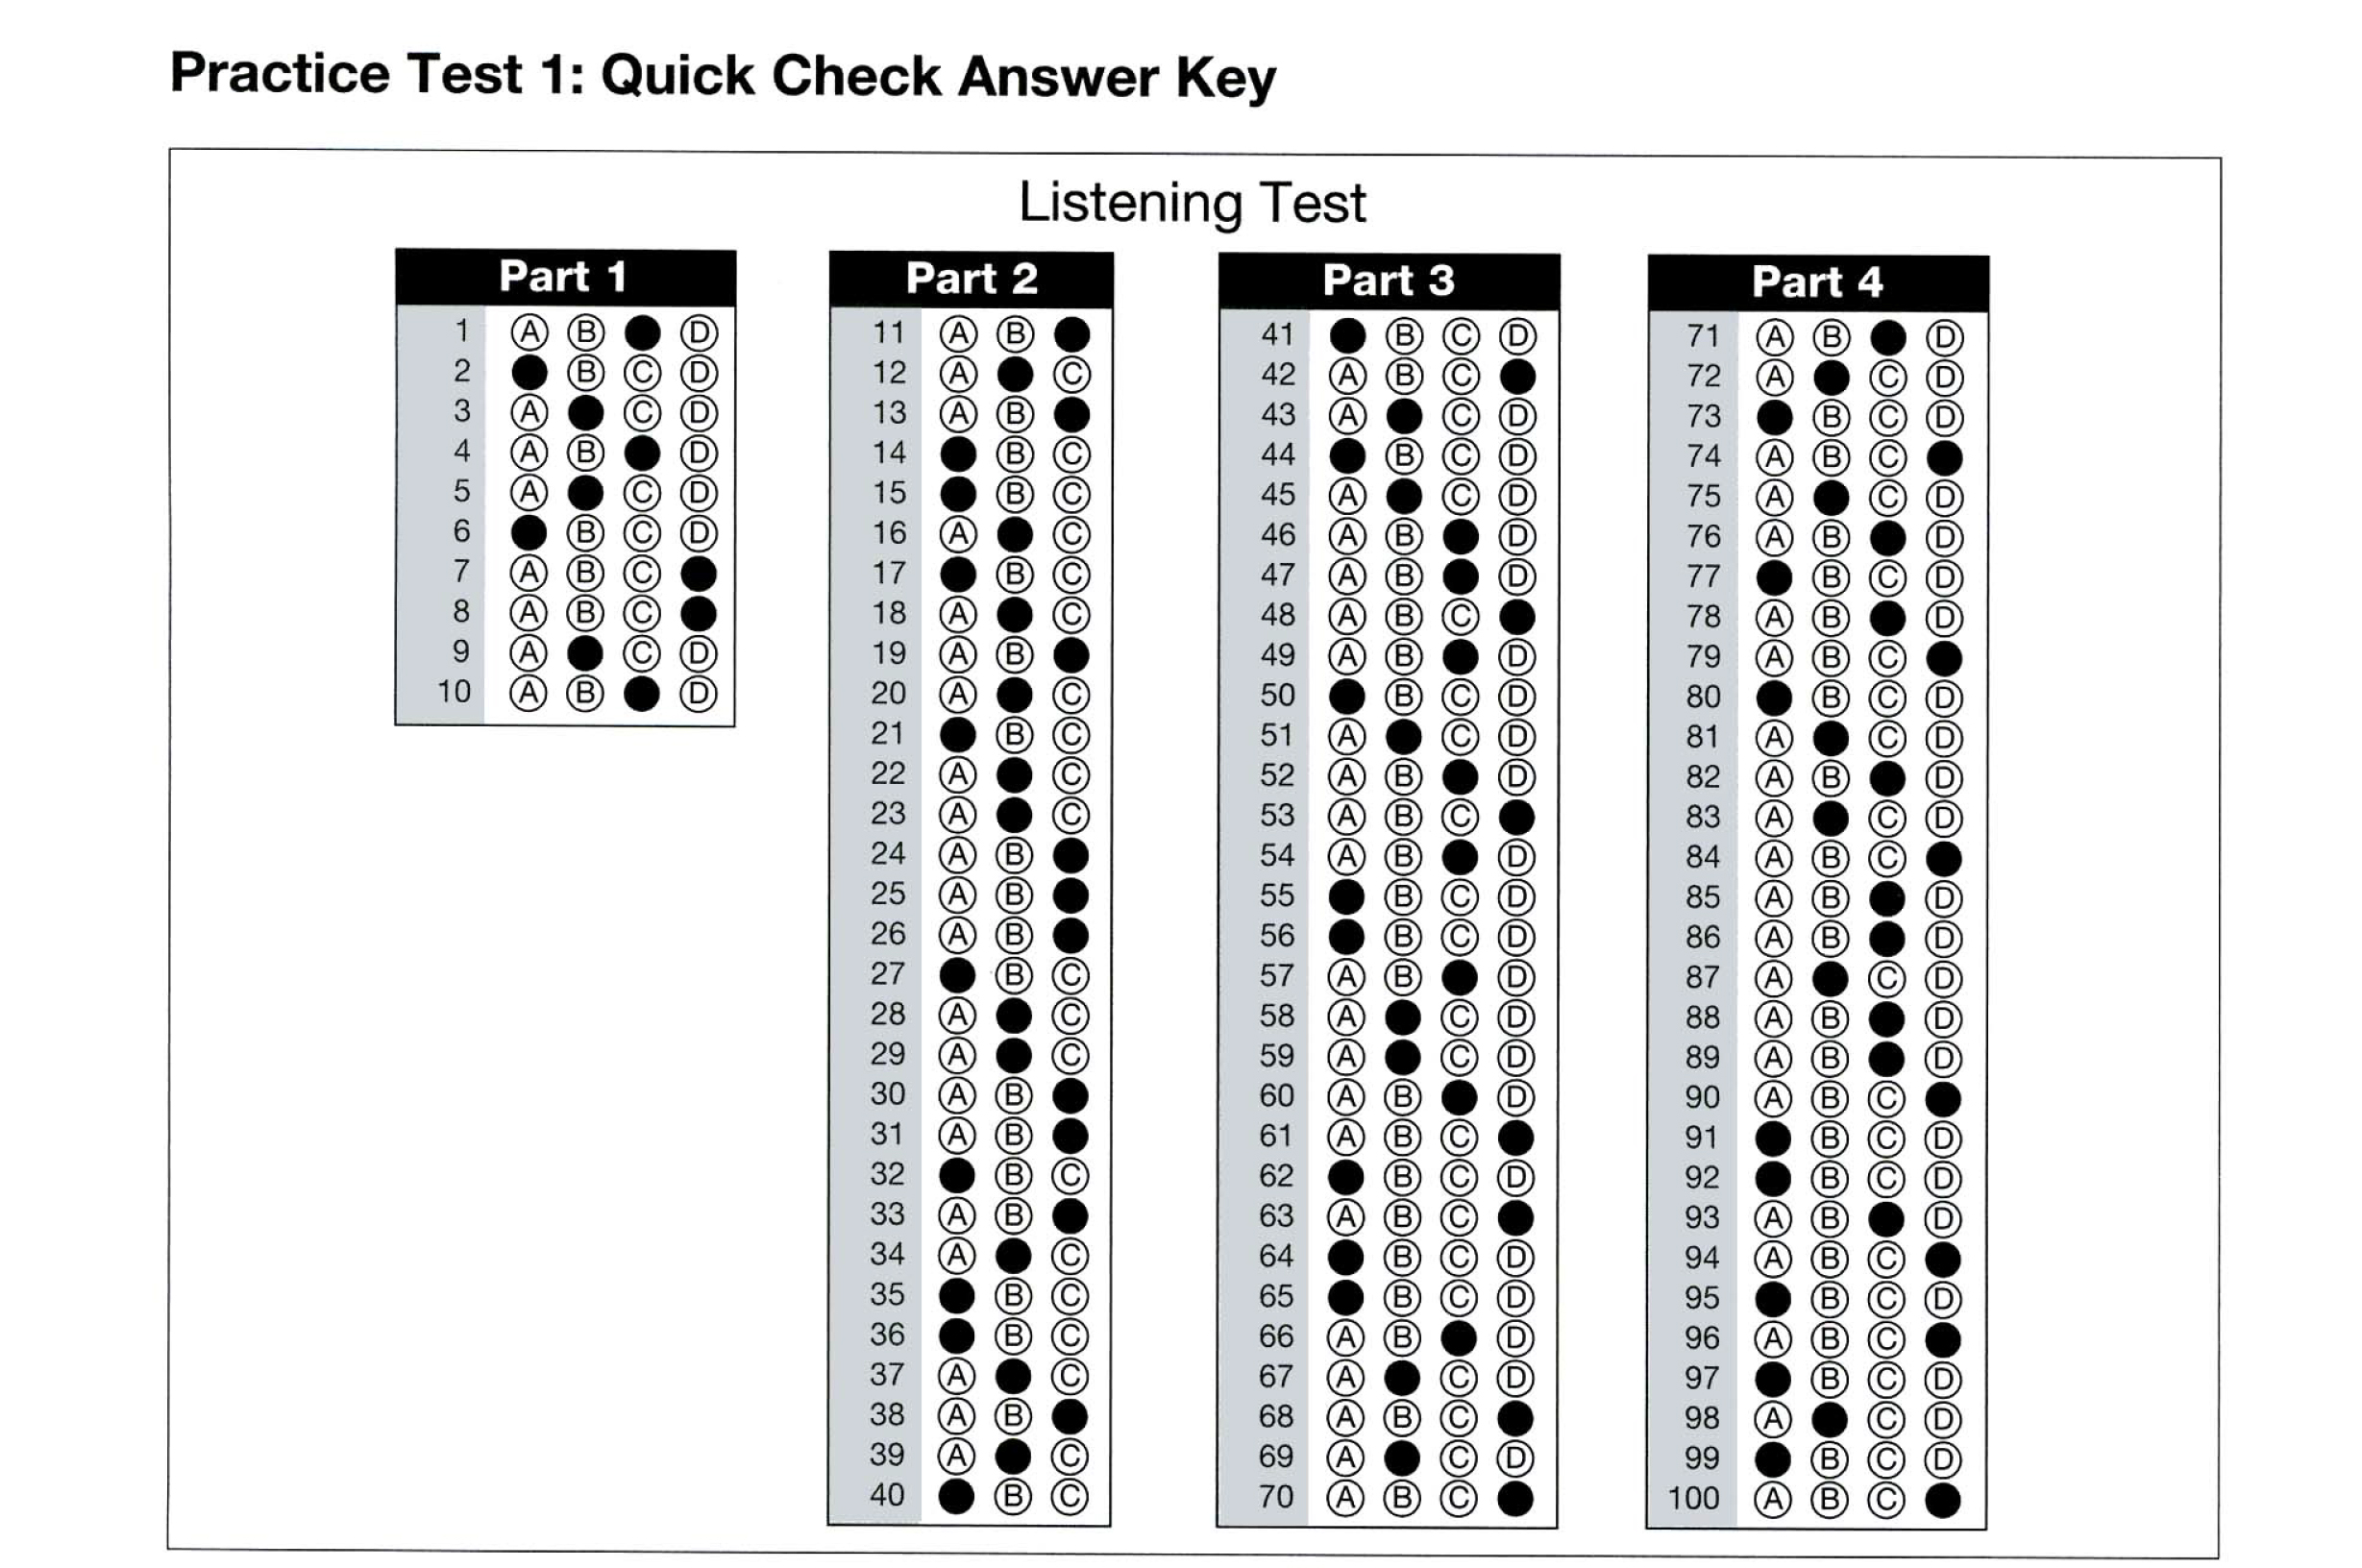 Practice Test 1: Quick Check Answer Key
Listening Test
Part 1
1 Ⓐ Ⓑ ● Ⓓ
2 ● Ⓑ Ⓒ Ⓓ
3 Ⓐ ● Ⓒ Ⓓ
4 Ⓐ Ⓑ ● Ⓓ
5 Ⓐ ● Ⓒ Ⓓ
6 ● Ⓑ Ⓒ Ⓓ
7 Ⓐ Ⓑ Ⓒ ●
8 Ⓐ Ⓑ Ⓒ ●
9 Ⓐ ● Ⓒ Ⓓ
10 Ⓐ Ⓑ ● Ⓓ
Part 2
11 Ⓐ Ⓑ ●
12 Ⓐ ● Ⓒ
13 Ⓐ Ⓑ ●
14 ● Ⓑ Ⓒ
15 ● Ⓑ Ⓒ
16 Ⓐ ● Ⓒ
17 ● Ⓑ Ⓒ
18 Ⓐ ● Ⓒ
19 Ⓐ Ⓑ ●
20 Ⓐ ● Ⓒ
21 ● Ⓑ Ⓒ
22 Ⓐ ● Ⓒ
23 Ⓐ ● Ⓒ
24 Ⓐ Ⓑ ●
25 Ⓐ Ⓑ ●
26 Ⓐ Ⓑ ●
27 ● Ⓑ Ⓒ
28 Ⓐ ● Ⓒ
29 Ⓐ ● Ⓒ
30 Ⓐ Ⓑ ●
31 Ⓐ Ⓑ ●
32 ● Ⓑ Ⓒ
33 Ⓐ Ⓑ ●
34 Ⓐ ● Ⓒ
35 ● Ⓑ Ⓒ
36 ● Ⓑ Ⓒ
37 Ⓐ ● Ⓒ
38 Ⓐ Ⓑ ●
39 Ⓐ ● Ⓒ
40 ● Ⓑ Ⓒ
Part 3
41 ● Ⓑ Ⓒ Ⓓ
42 Ⓐ Ⓑ Ⓒ ●
43 Ⓐ ● Ⓒ Ⓓ
44 ● Ⓑ Ⓒ Ⓓ
45 Ⓐ ● Ⓒ Ⓓ
46 Ⓐ Ⓑ ● Ⓓ
47 Ⓐ Ⓑ ● Ⓓ
48 Ⓐ Ⓑ Ⓒ ●
49 Ⓐ Ⓑ ● Ⓓ
50 ● Ⓑ Ⓒ Ⓓ
51 Ⓐ ● Ⓒ Ⓓ
52 Ⓐ Ⓑ ● Ⓓ
53 Ⓐ Ⓑ Ⓒ ●
54 Ⓐ Ⓑ ● Ⓓ
55 ● Ⓑ Ⓒ Ⓓ
56 ● Ⓑ Ⓒ Ⓓ
57 Ⓐ Ⓑ ● Ⓓ
58 Ⓐ ● Ⓒ Ⓓ
59 Ⓐ ● Ⓒ Ⓓ
60 Ⓐ Ⓑ ● Ⓓ
61 Ⓐ Ⓑ Ⓒ ●
62 ● Ⓑ Ⓒ Ⓓ
63 Ⓐ Ⓑ Ⓒ ●
64 ● Ⓑ Ⓒ Ⓓ
65 ● Ⓑ Ⓒ Ⓓ
66 Ⓐ Ⓑ ● Ⓓ
67 Ⓐ ● Ⓒ Ⓓ
68 Ⓐ Ⓑ Ⓒ ●
69 Ⓐ ● Ⓒ Ⓓ
70 Ⓐ Ⓑ Ⓒ ●
Part 4
71 Ⓐ Ⓑ ● Ⓓ
72 Ⓐ ● Ⓒ Ⓓ
73 ● Ⓑ Ⓒ Ⓓ
74 Ⓐ Ⓑ Ⓒ ●
75 Ⓐ ● Ⓒ Ⓓ
76 Ⓐ Ⓑ ● Ⓓ
77 ● Ⓑ Ⓒ Ⓓ
78 Ⓐ Ⓑ ● Ⓓ
79 Ⓐ Ⓑ Ⓒ ●
80 ● Ⓑ Ⓒ Ⓓ
81 Ⓐ ● Ⓒ Ⓓ
82 Ⓐ Ⓑ ● Ⓓ
83 Ⓐ ● Ⓒ Ⓓ
84 Ⓐ Ⓑ Ⓒ ●
85 Ⓐ Ⓑ ● Ⓓ
86 Ⓐ Ⓑ ● Ⓓ
87 Ⓐ ● Ⓒ Ⓓ
88 Ⓐ Ⓑ ● Ⓓ
89 Ⓐ Ⓑ ● Ⓓ
90 Ⓐ Ⓑ Ⓒ ●
91 ● Ⓑ Ⓒ Ⓓ
92 ● Ⓑ Ⓒ Ⓓ
93 Ⓐ Ⓑ ● Ⓓ
94 Ⓐ Ⓑ Ⓒ ●
95 ● Ⓑ Ⓒ Ⓓ
96 Ⓐ Ⓑ Ⓒ ●
97 ● Ⓑ Ⓒ Ⓓ
98 Ⓐ ● Ⓒ Ⓓ
99 ● Ⓑ Ⓒ Ⓓ
100 Ⓐ Ⓑ Ⓒ ●